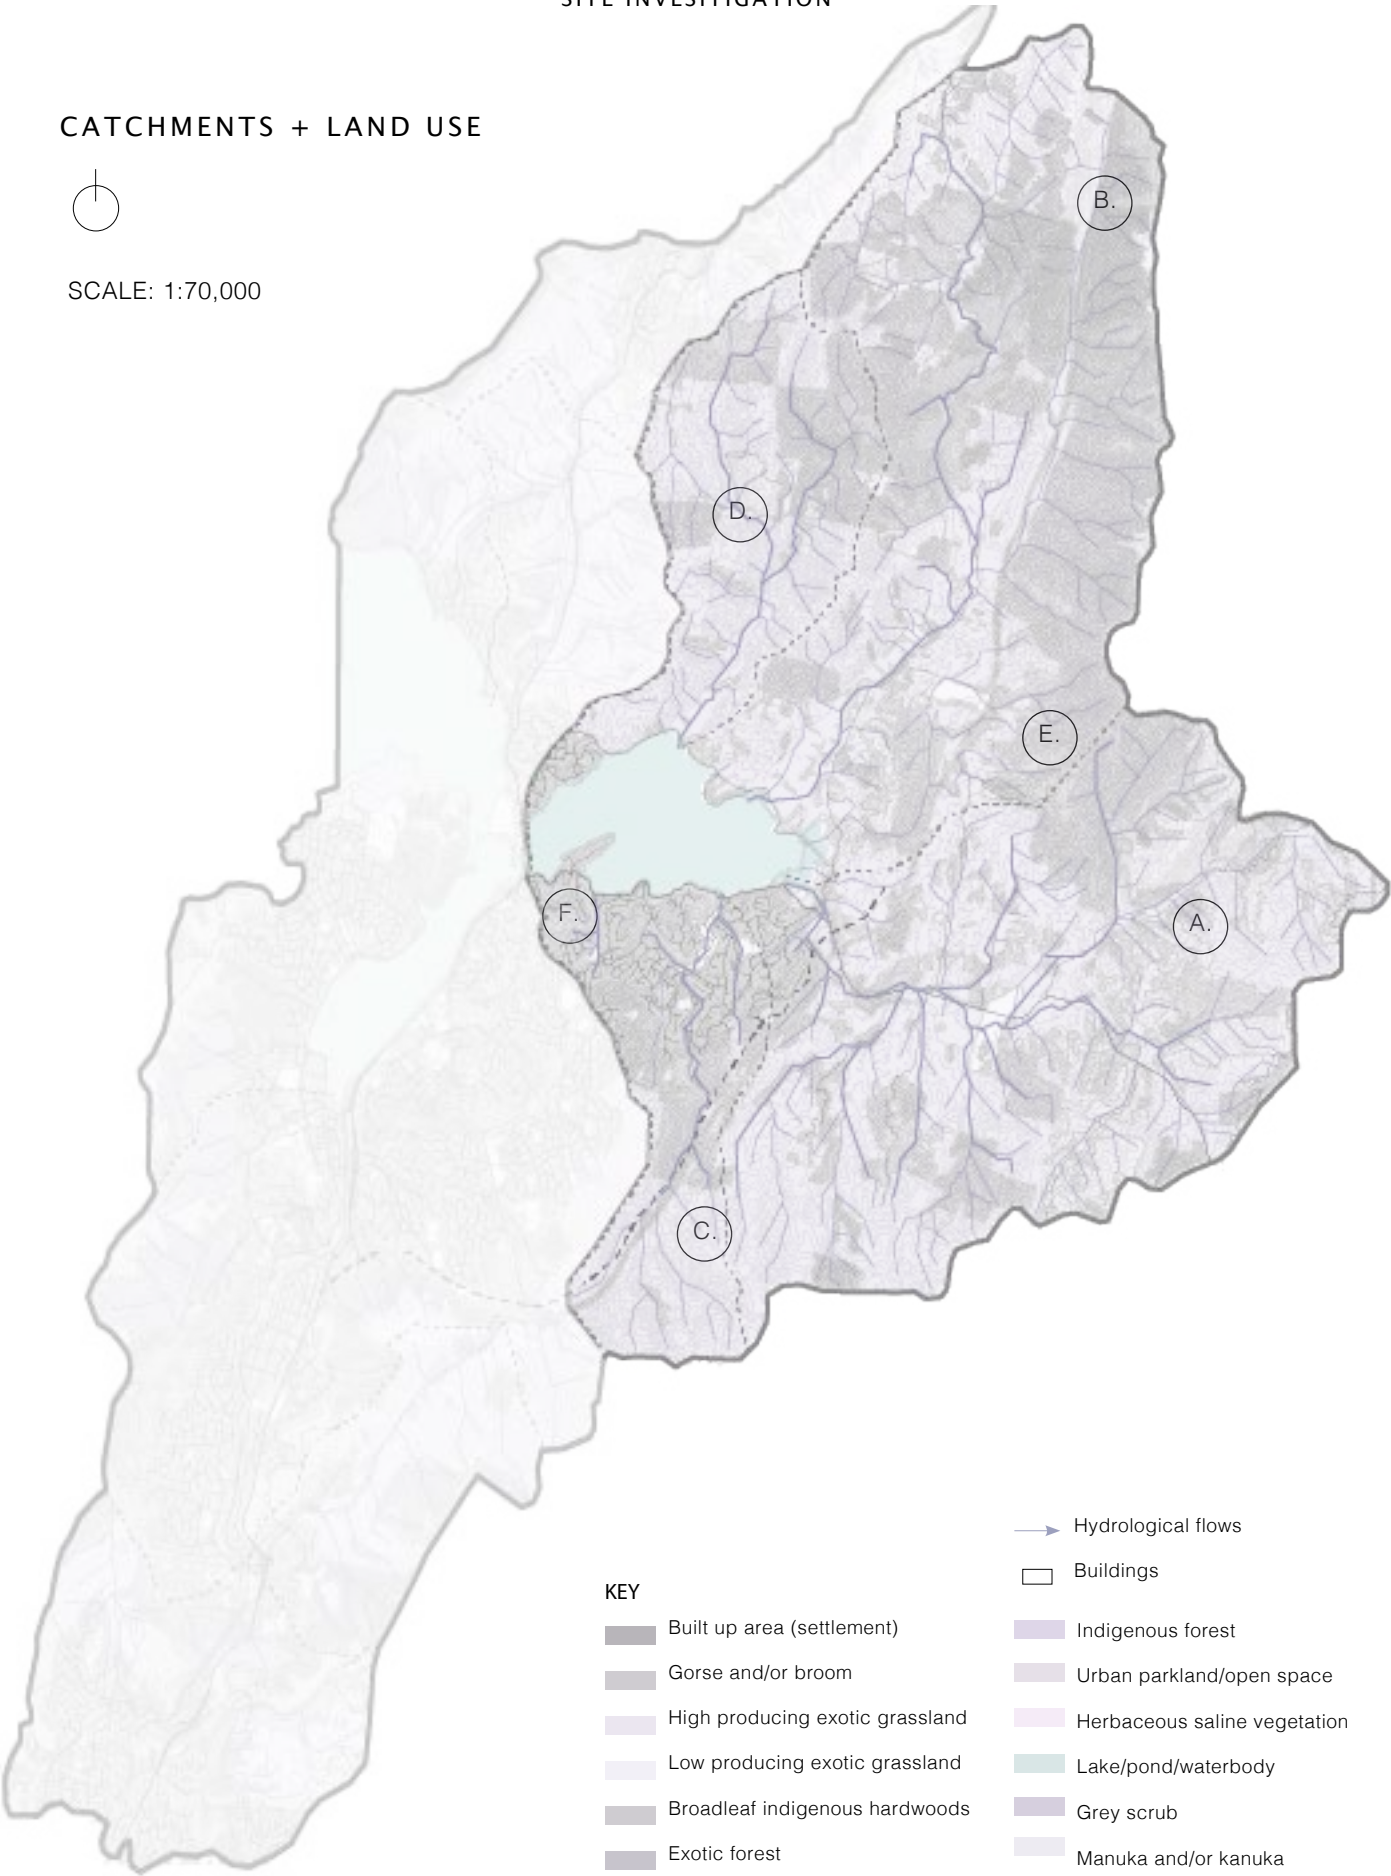 SITE INVESITIGATION
CATCHMENTS + LAND USE
SCALE: 1:70,000
B.
D.
E.
F.
A.
C.
KEY
Built up area (settlement)
Gorse and/or broom
High producing exotic grassland
Low producing exotic grassland
Broadleaf indigenous hardwoods
Exotic forest
Hydrological flows
Buildings
Indigenous forest
Urban parkland/open space
Herbaceous saline vegetation
Lake/pond/waterbody
Grey scrub
Manuka and/or kanuka